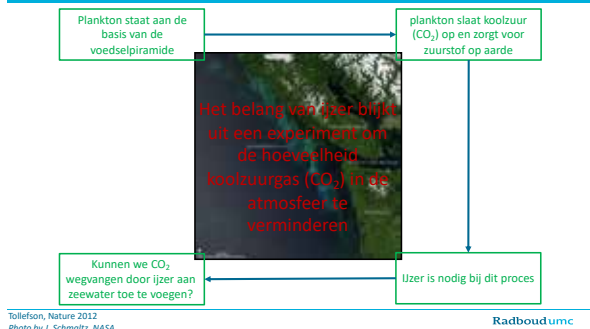 Plankton staat aan de
basis van de
voedselpiramide
plankton slaat koolzuur
(CO₂) op en zorgt voor
zuurstof op aarde
Het belang van ijzer blijkt
uit een experiment om
de hoeveelheid
koolzuurgas (CO₂) in de
atmosfeer te
verminderen
Kunnen we CO₂
wegvangen door ijzer aan
zeewater toe te voegen?
IJzer is nodig bij dit proces
Tollefson, Nature 2012
Photo by J. Schmaltz, NASA
Radboudumc